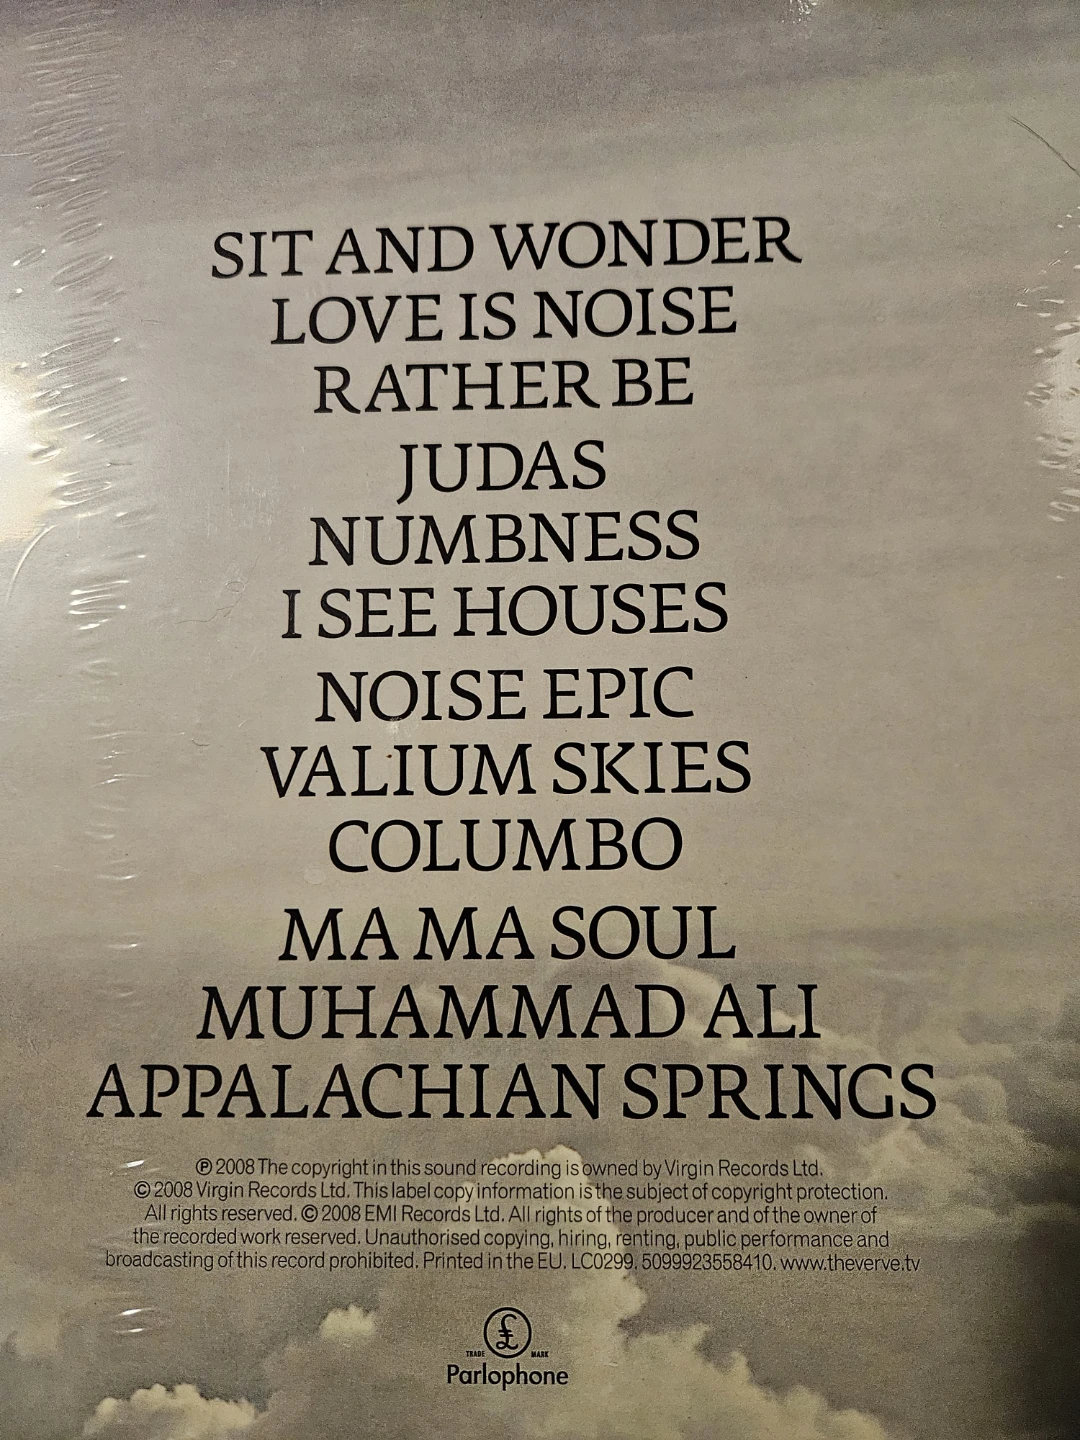 SIT AND WONDER
LOVE IS NOISE
RATHER BE
JUDAS
NUMBNESS
I SEE HOUSES
NOISE EPIC
VALIUM SKIES
COLUMBO
MA MA SOUL
MUHAMMAD ALI
APPALACHIAN SPRINGS
℗ 2008 The copyright in this sound recording is owned by Virgin Records Ltd.
© 2008 Virgin Records Ltd. This label copy information is the subject of copyright protection.
All rights reserved. © 2008 EMI Records Ltd. All rights of the producer and of the owner of
the recorded work reserved. Unauthorised copying, hiring, renting, public performance and
broadcasting of this record prohibited. Printed in the EU. LC0299. 5099923558410. www.theverve.tv
£
TRADE MARK
Parlophone